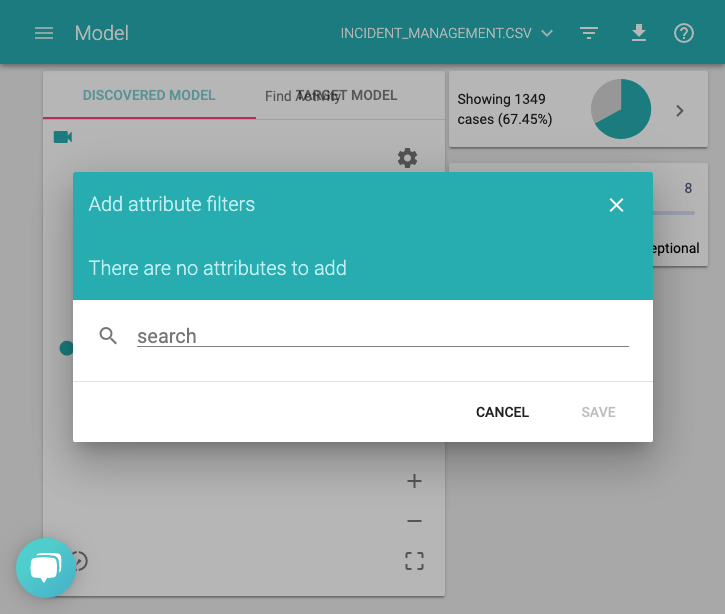 Model
INCIDENT_MANAGEMENT.CSV
DISCOVERED MODEL
Find Activity
TARGET MODEL
Showing 1349
cases (67.45%)
8
eptional
Add attribute filters
There are no attributes to add
search
CANCEL
SAVE